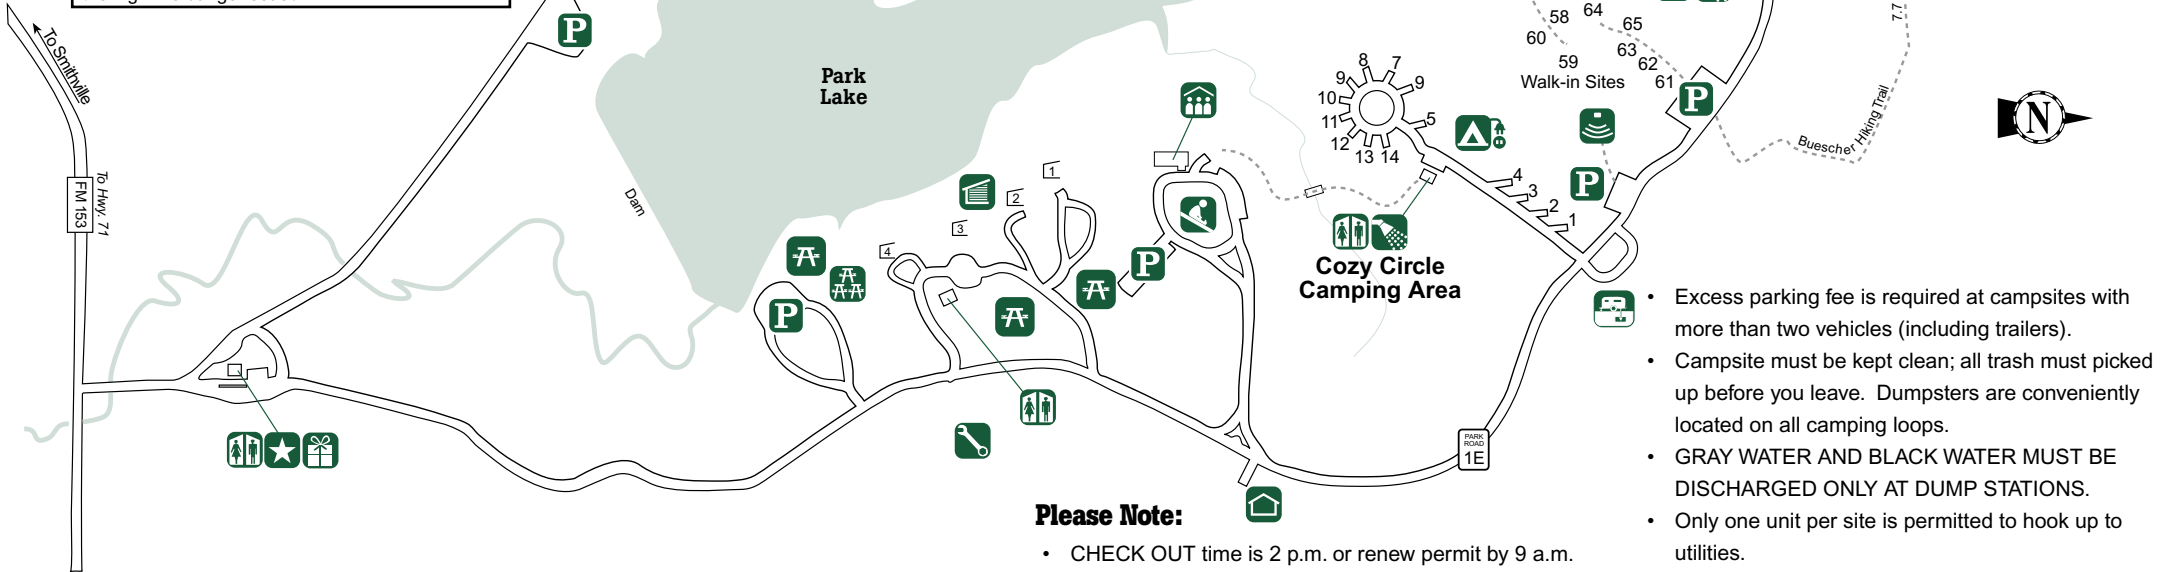 To Smithville
To Hwy. 71
FM 153
P
Park
Lake
Dam
1
2
3
4
P
P
8
7
9
9
10
11
12
13
14
5
4
3
2
1
Cozy Circle
Camping Area
58
64
65
60
63
59
62
61
Walk-in Sites
P
P
7.7
Buescher Hiking Trail
N
PARK
ROAD
1E
Please Note:
• CHECK OUT time is 2 p.m. or renew permit by 9 a.m.
• Excess parking fee is required at campsites with
more than two vehicles (including trailers).
• Campsite must be kept clean; all trash must picked
up before you leave. Dumpsters are conveniently
located on all camping loops.
• GRAY WATER AND BLACK WATER MUST BE
DISCHARGED ONLY AT DUMP STATIONS.
• Only one unit per site is permitted to hook up to
utilities.